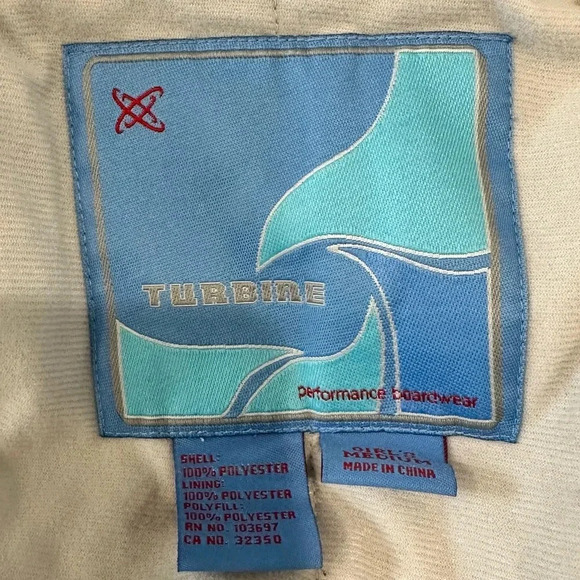 TURBINE
performance boardwear
SHELL:
100% POLYESTER
LINING:
100% POLYESTER
POLYFILL:
100% POLYESTER
RN NO. 103697
CA NO. 32350
GIRL'S
MEDIUM
MADE IN CHINA